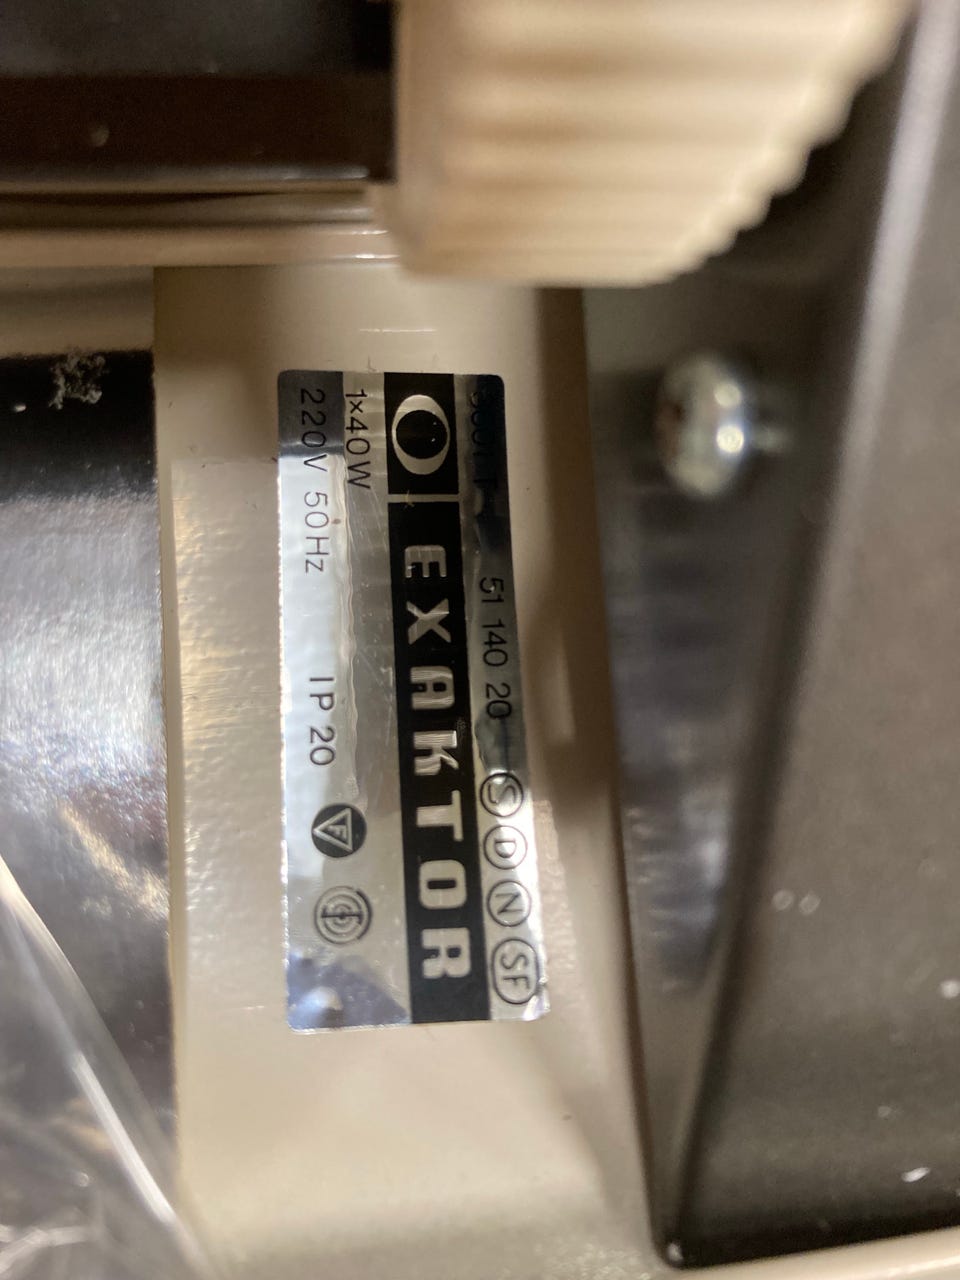 51 140 20 S D N SF
EXAKTOR
1×40W
220V 50Hz IP 20 F